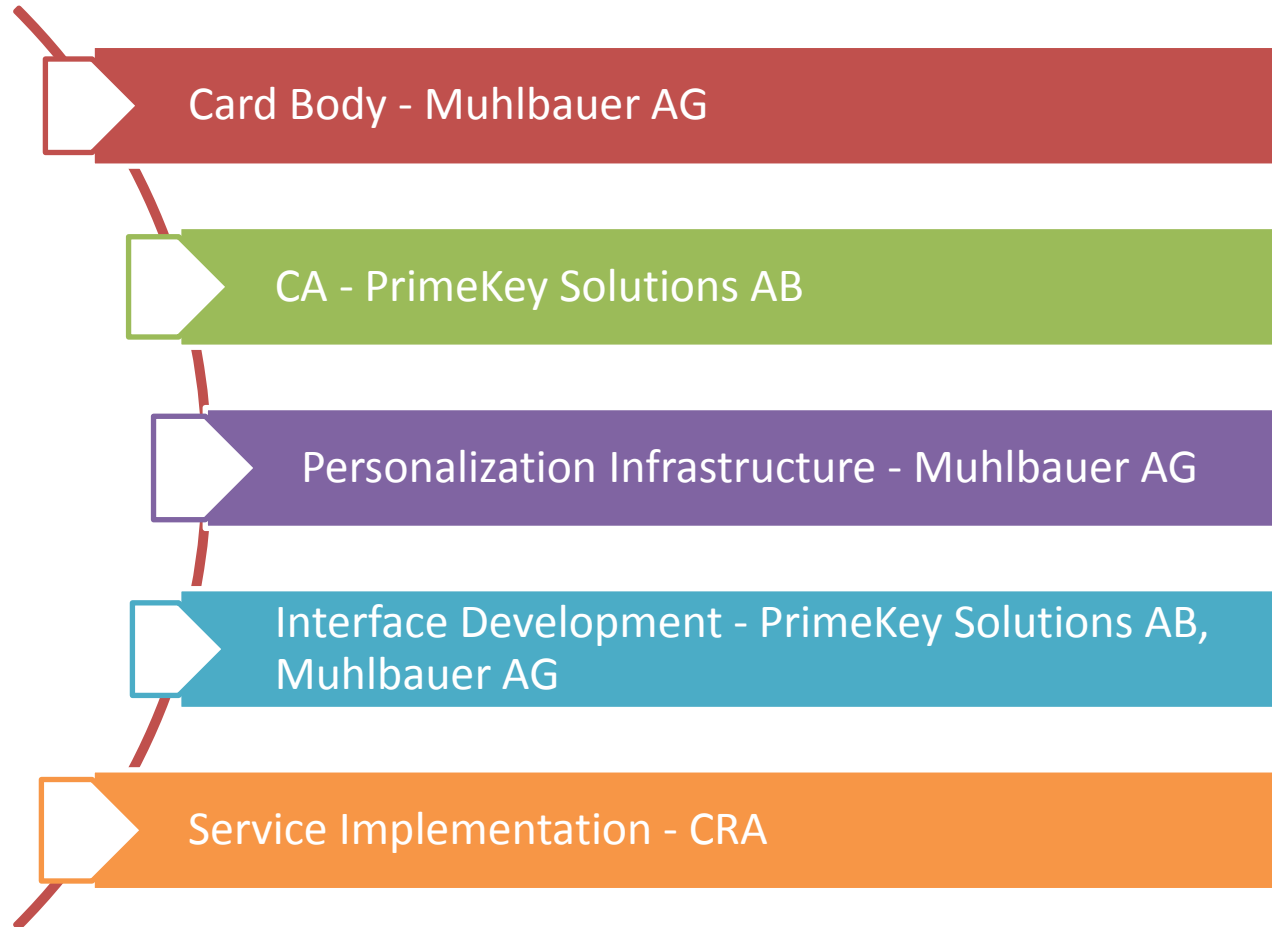 Card Body - Muhlbauer AG
CA - PrimeKey Solutions AB
Personalization Infrastructure - Muhlbauer AG
Interface Development - PrimeKey Solutions AB,
Muhlbauer AG
Service Implementation - CRA